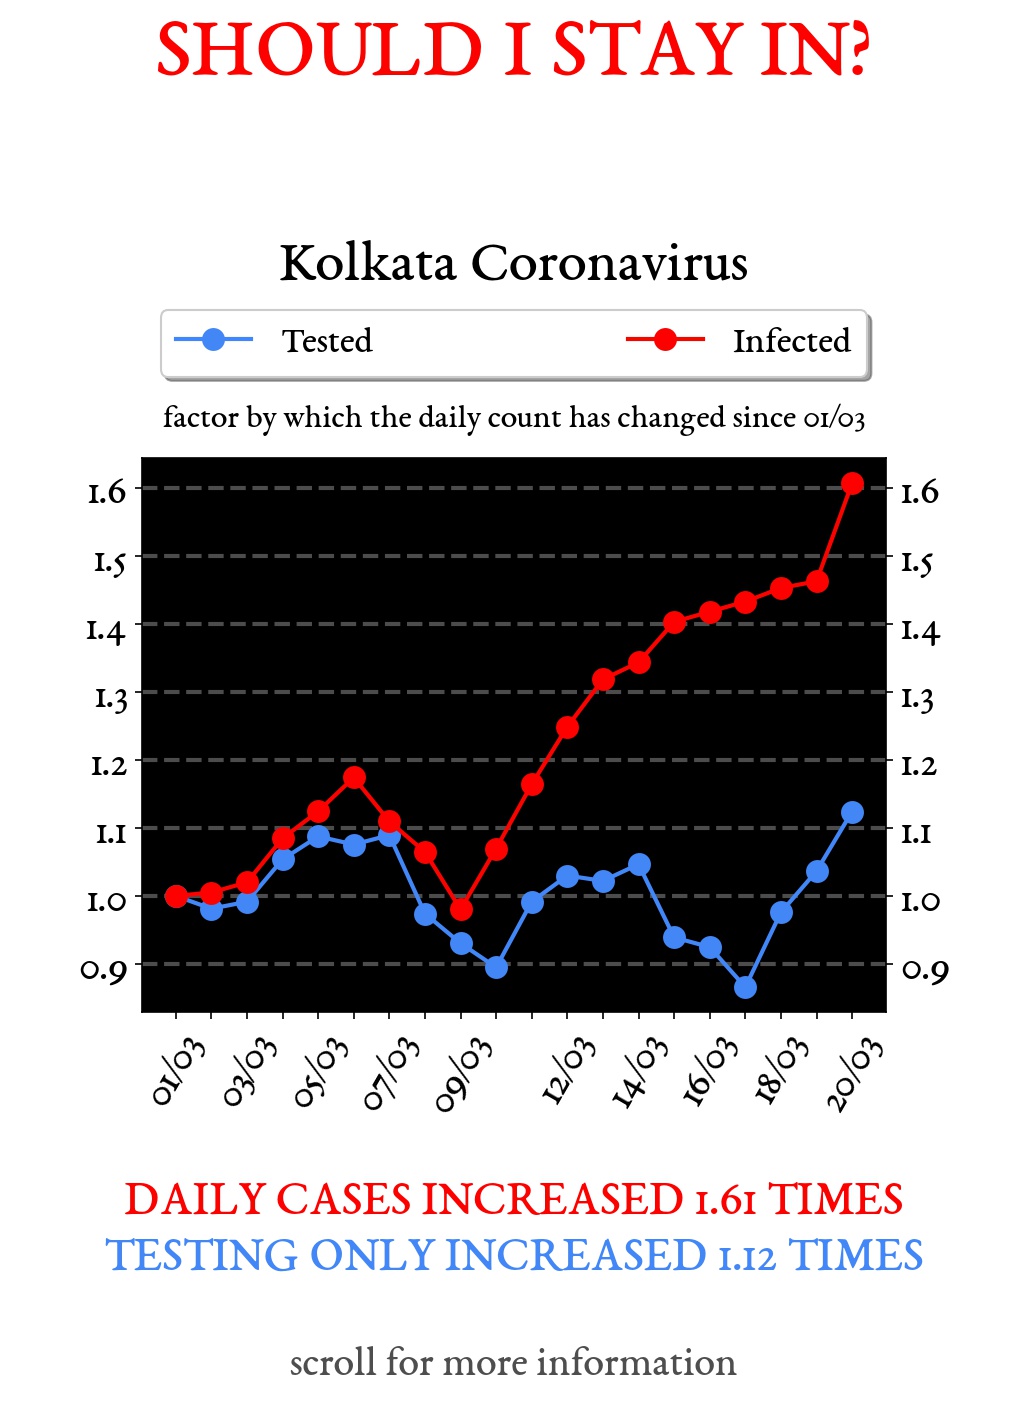 SHOULD I STAY IN?
Kolkata Coronavirus
Tested Infected
factor by which the daily count has changed since 01/03
1.6 1.6
1.5 1.5
1.4 1.4
1.3 1.3
1.2 1.2
1.1 1.1
1.0 1.0
0.9 0.9
01/03 03/03 05/03 07/03 09/03 12/03 14/03 16/03 18/03 20/03
DAILY CASES INCREASED 1.61 TIMES
TESTING ONLY INCREASED 1.12 TIMES
scroll for more information